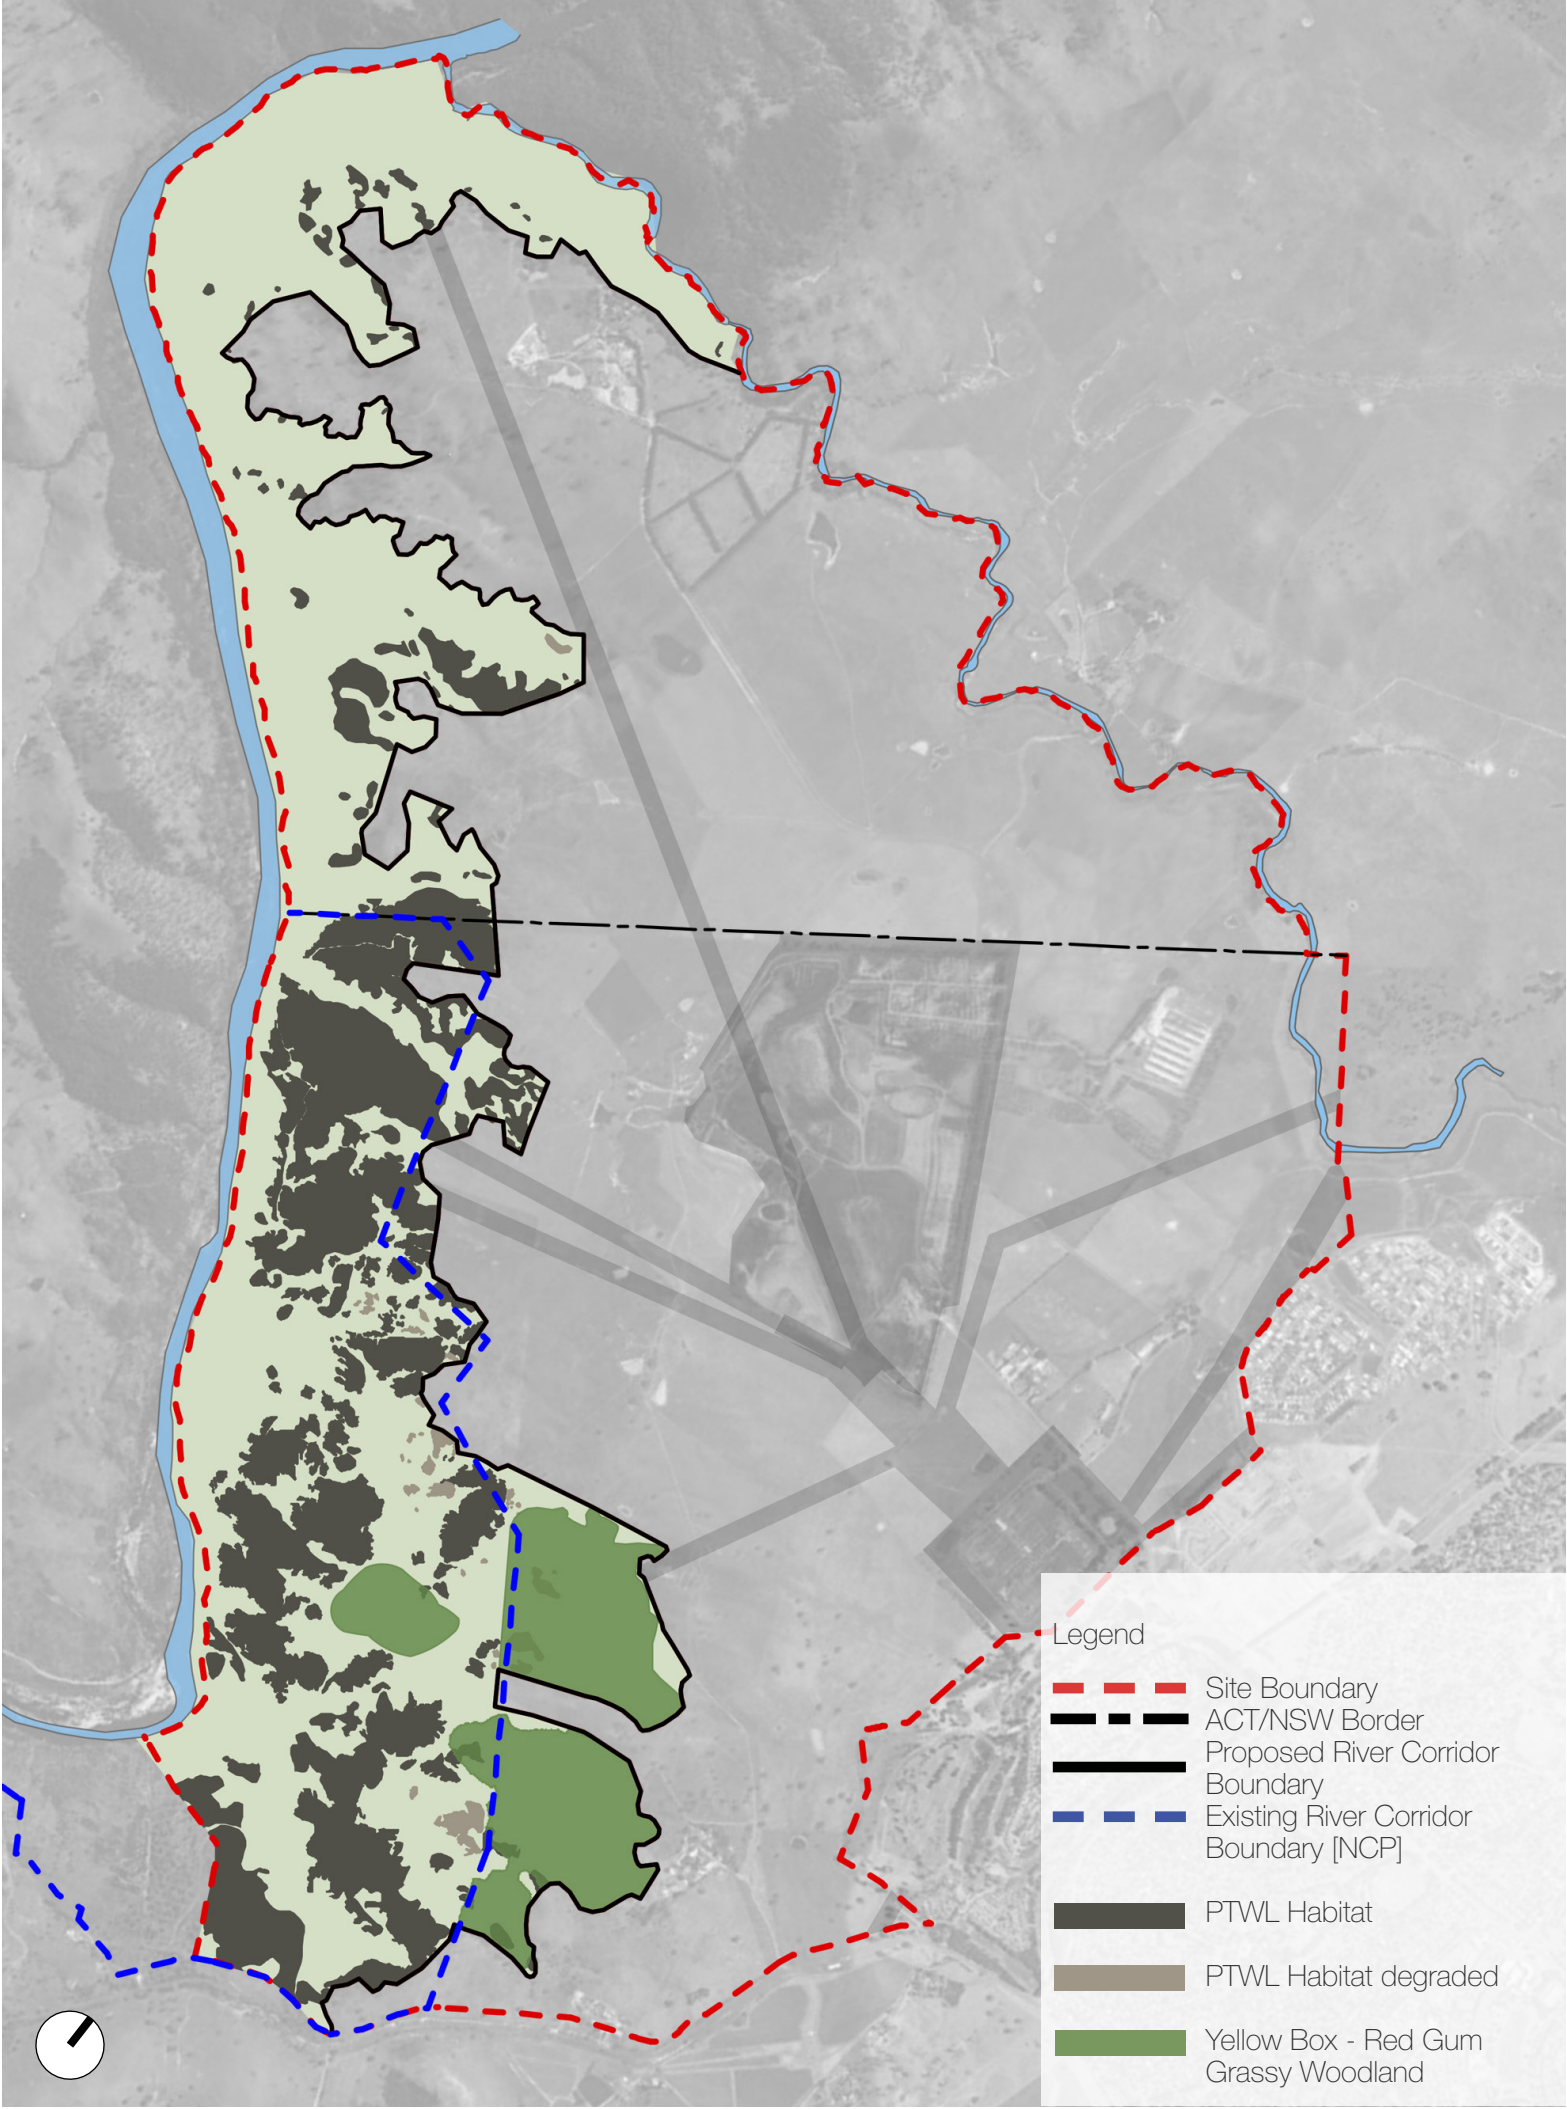 Legend
Site Boundary
ACT/NSW Border
Proposed River Corridor
Boundary
Existing River Corridor
Boundary [NCP]
PTWL Habitat
PTWL Habitat degraded
Yellow Box - Red Gum
Grassy Woodland